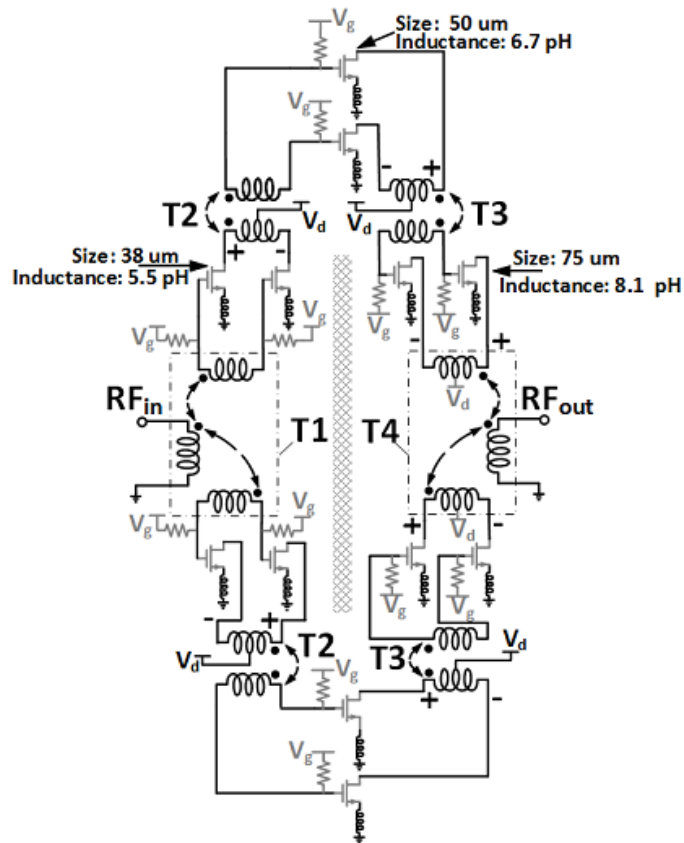 Vg
Size: 50 um
Inductance: 6.7 pH
Vg
- +
T2
Vd
Vd
T3
Size: 38 um
Inductance: 5.5 pH
+ -
Size: 75 um
Inductance: 8.1 pH
Vg
Vg
Vg
Vg
- +
RFin
Vd
RFout
T1
T4
Vg
Vg
+ -
Vd
Vg
Vg
- +
Vd
T2
T3
Vd
Vg
+ -
Vg